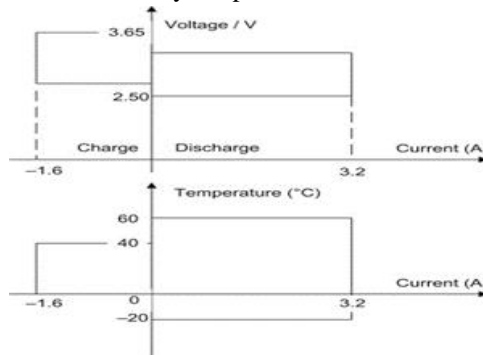 Voltage / V
3.65
2.50
Charge
Discharge
Current (A
–1.6
3.2
Temperature (°C)
60
40
Current (A
–1.6
0
3.2
–20